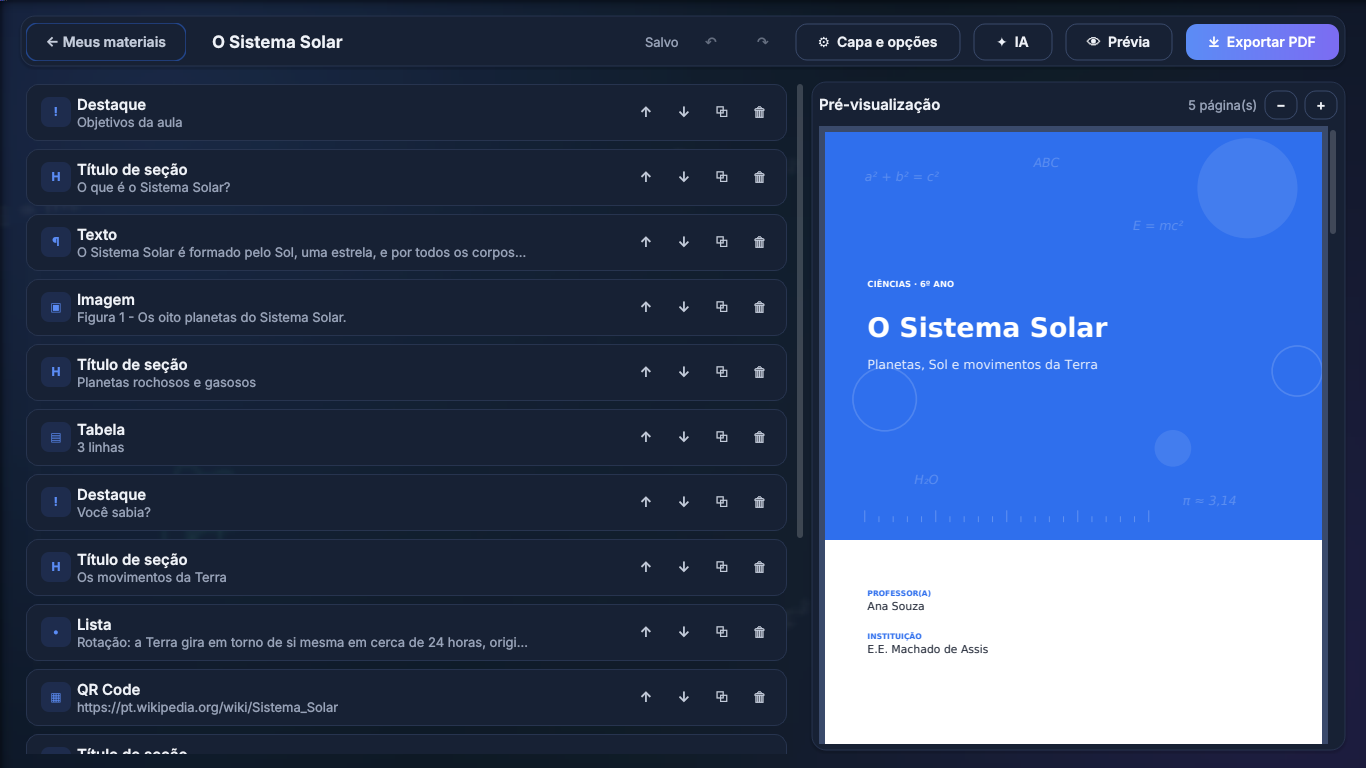 ← Meus materiais
O Sistema Solar
Salvo
Capa e opções
IA
Prévia
Exportar PDF
! Destaque
Objetivos da aula
H Título de seção
O que é o Sistema Solar?
¶ Texto
O Sistema Solar é formado pelo Sol, uma estrela, e por todos os corpos...
Imagem
Figura 1 - Os oito planetas do Sistema Solar.
H Título de seção
Planetas rochosos e gasosos
Tabela
3 linhas
! Destaque
Você sabia?
H Título de seção
Os movimentos da Terra
• Lista
Rotação: a Terra gira em torno de si mesma em cerca de 24 horas, origi...
QR Code
https://pt.wikipedia.org/wiki/Sistema_Solar
Título de seção
Pré-visualização
5 página(s)
− +
ABC
a² + b² = c²
E = mc²
CIÊNCIAS · 6º ANO
O Sistema Solar
Planetas, Sol e movimentos da Terra
H₂O
π ≈ 3,14
PROFESSOR(A)
Ana Souza
INSTITUIÇÃO
E.E. Machado de Assis